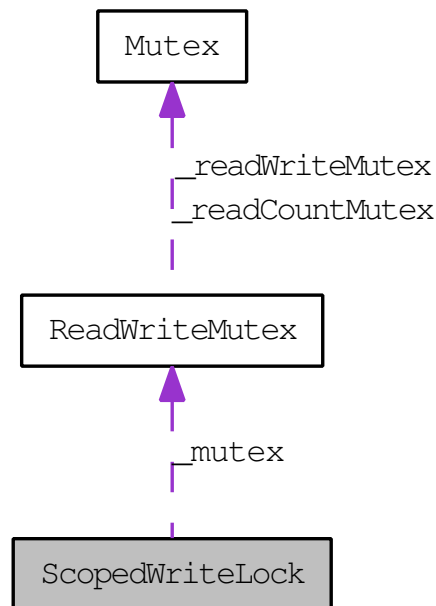 Mutex
_readWriteMutex
_readCountMutex
ReadWriteMutex
_mutex
ScopedWriteLock